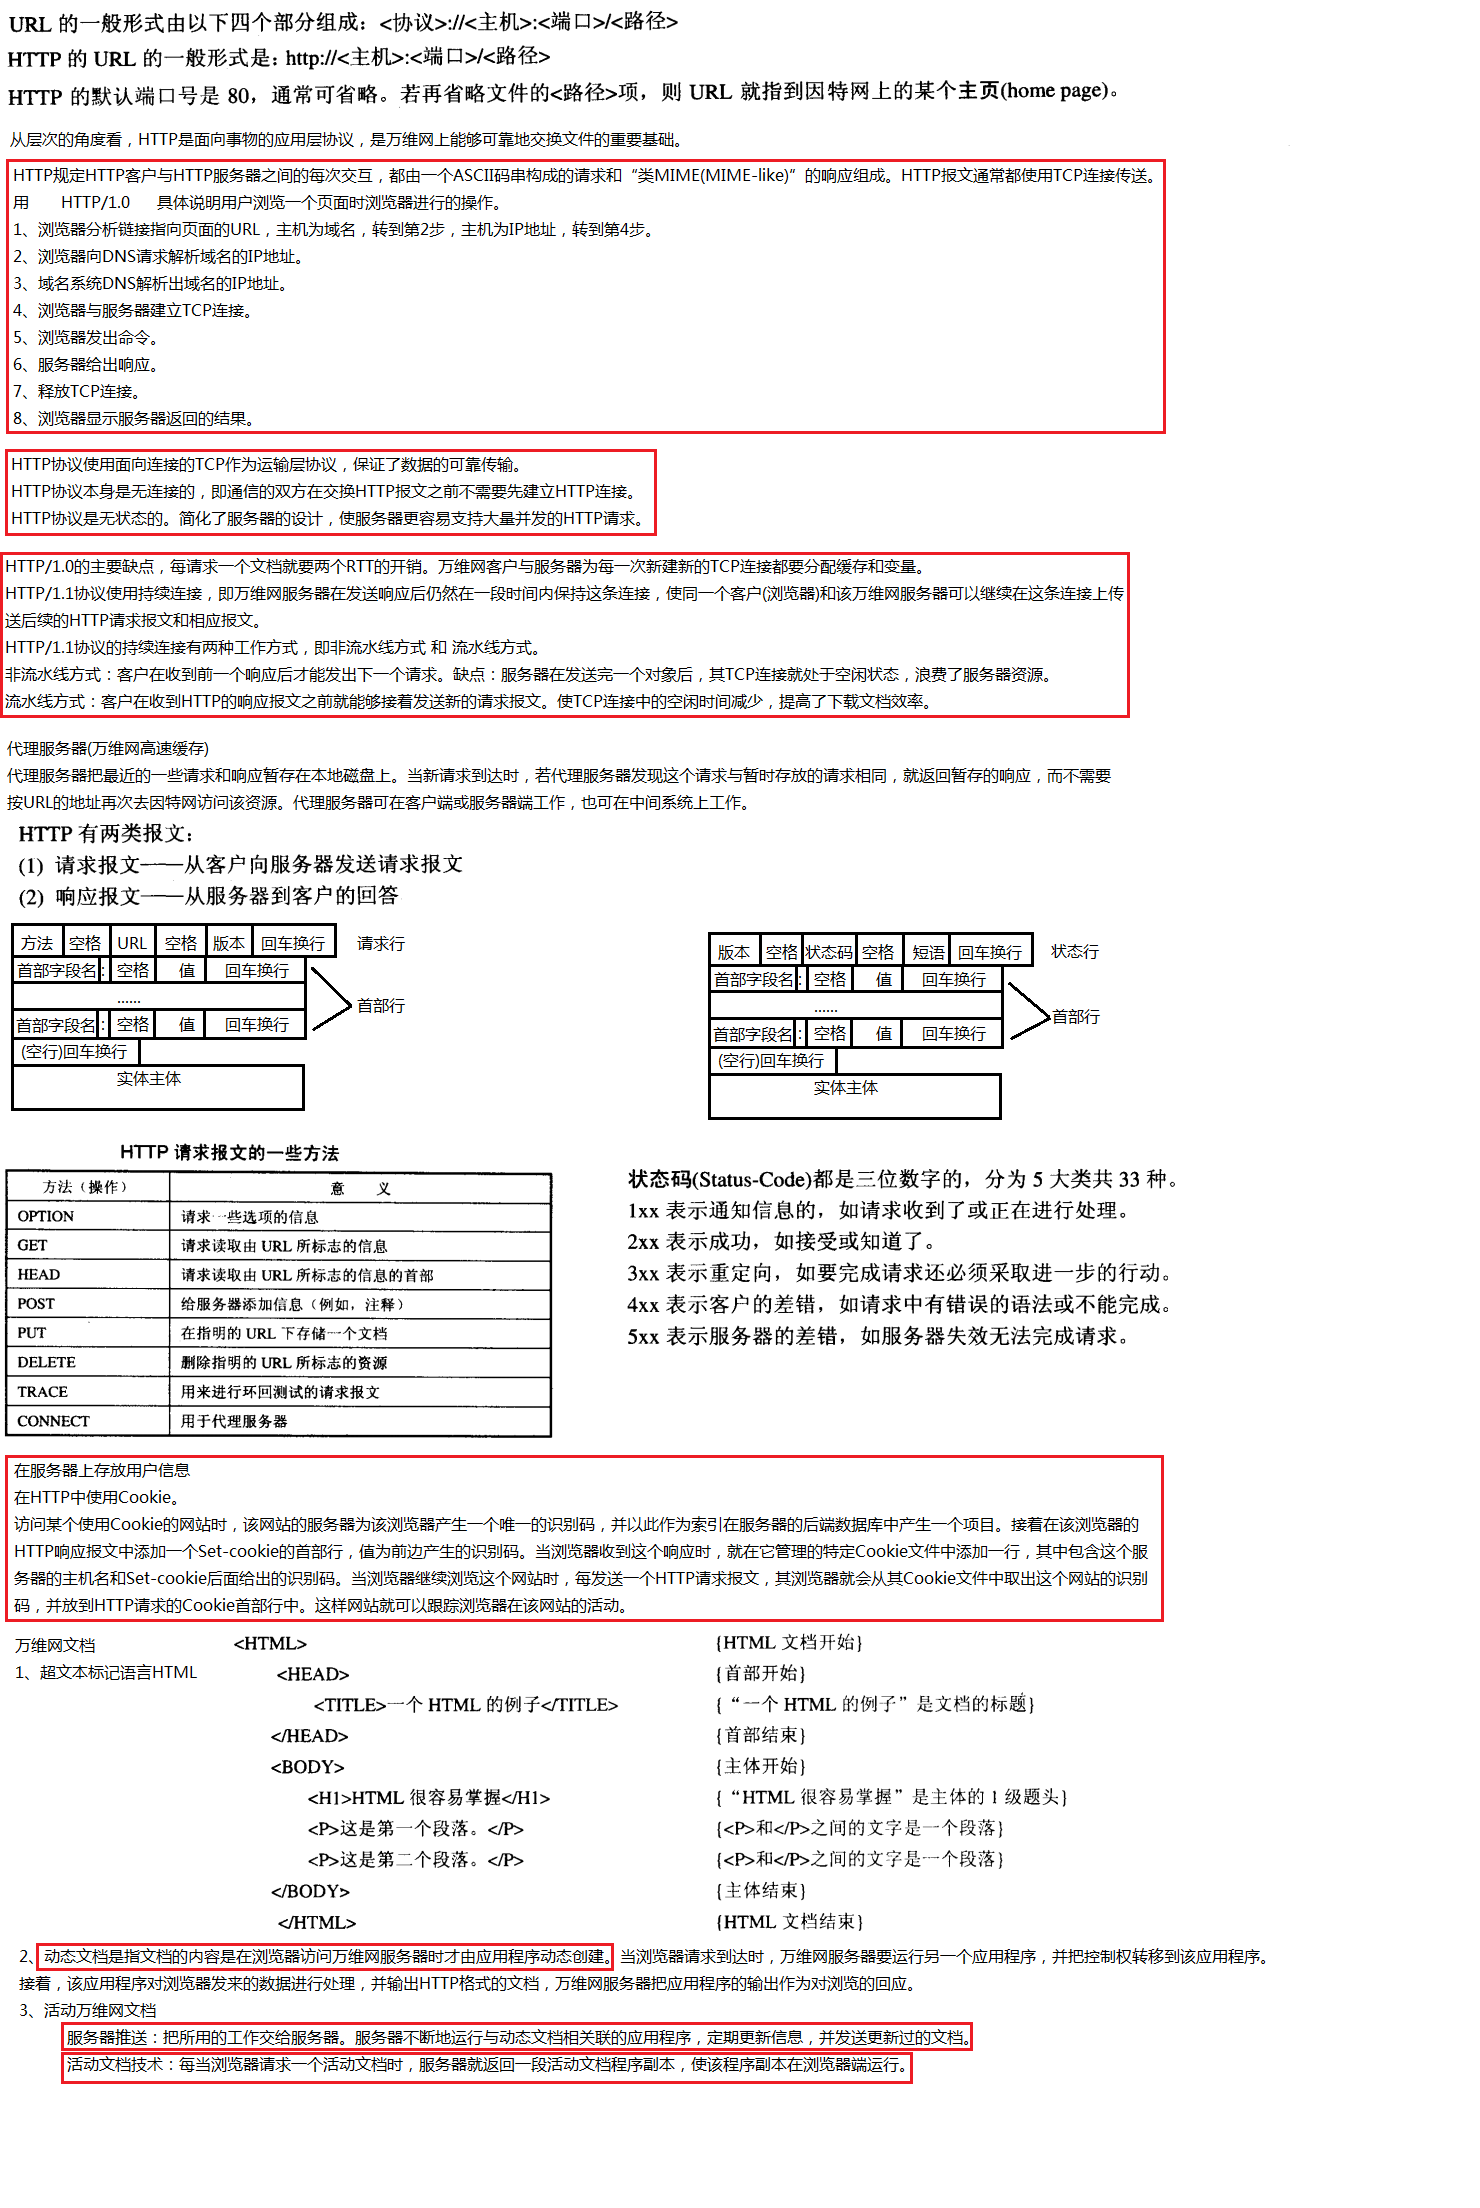 URL 的一般形式由以下四个部分组成：<协议>://<主机>:<端口>/<路径>
HTTP 的 URL 的一般形式是：http://<主机>:<端口>/<路径>
HTTP 的默认端口号是 80，通常可省略。若再省略文件的<路径>项，则 URL 就指到因特网上的某个主页(home page)。
从层次的角度看，HTTP是面向事物的应用层协议，是万维网上能够可靠地交换文件的重要基础。
HTTP规定HTTP客户与HTTP服务器之间的每次交互，都由一个ASCII码串构成的请求和“类MIME(MIME-like)”的响应组成。HTTP报文通常都使用TCP连接传送。
用 HTTP/1.0 具体说明用户浏览一个页面时浏览器进行的操作。
1、浏览器分析链接指向页面的URL，主机为域名，转到第2步，主机为IP地址，转到第4步。
2、浏览器向DNS请求解析域名的IP地址。
3、域名系统DNS解析出域名的IP地址。
4、浏览器与服务器建立TCP连接。
5、浏览器发出命令。
6、服务器给出响应。
7、释放TCP连接。
8、浏览器显示服务器返回的结果。
HTTP协议使用面向连接的TCP作为运输层协议，保证了数据的可靠传输。
HTTP协议本身是无连接的，即通信的双方在交换HTTP报文之前不需要先建立HTTP连接。
HTTP协议是无状态的。简化了服务器的设计，使服务器更容易支持大量并发的HTTP请求。
HTTP/1.0的主要缺点，每请求一个文档就要两个RTT的开销。万维网客户与服务器为每一次新建新的TCP连接都要分配缓存和变量。
HTTP/1.1协议使用持续连接，即万维网服务器在发送响应后仍然在一段时间内保持这条连接，使同一个客户(浏览器)和该万维网服务器可以继续在这条连接上传
送后续的HTTP请求报文和相应报文。
HTTP/1.1协议的持续连接有两种工作方式，即非流水线方式 和 流水线方式。
非流水线方式：客户在收到前一个响应后才能发出下一个请求。缺点：服务器在发送完一个对象后，其TCP连接就处于空闲状态，浪费了服务器资源。
流水线方式：客户在收到HTTP的响应报文之前就能够接着发送新的请求报文。使TCP连接中的空闲时间减少，提高了下载文档效率。
代理服务器(万维网高速缓存)
代理服务器把最近的一些请求和响应暂存在本地磁盘上。当新请求到达时，若代理服务器发现这个请求与暂时存放的请求相同，就返回暂存的响应，而不需要
按URL的地址再次去因特网访问该资源。代理服务器可在客户端或服务器端工作，也可在中间系统上工作。
HTTP 有两类报文：
(1) 请求报文——从客户向服务器发送请求报文
(2) 响应报文——从服务器到客户的回答
方法 空格 URL 空格 版本 回车换行 请求行
首部字段名 : 空格 值 回车换行
......
首部行
首部字段名 : 空格 值 回车换行
(空行)回车换行
实体主体
版本 空格 状态码 空格 短语 回车换行 状态行
首部字段名 : 空格 值 回车换行
......
首部行
首部字段名 : 空格 值 回车换行
(空行)回车换行
实体主体
HTTP 请求报文的一些方法
方法（操作） 意 义
OPTION 请求一些选项的信息
GET 请求读取由 URL 所标志的信息
HEAD 请求读取由 URL 所标志的信息的首部
POST 给服务器添加信息（例如，注释）
PUT 在指明的 URL 下存储一个文档
DELETE 删除指明的 URL 所标志的资源
TRACE 用来进行环回测试的请求报文
CONNECT 用于代理服务器
状态码(Status-Code)都是三位数字的，分为 5 大类共 33 种。
1xx 表示通知信息的，如请求收到了或正在进行处理。
2xx 表示成功，如接受或知道了。
3xx 表示重定向，如要完成请求还必须采取进一步的行动。
4xx 表示客户的差错，如请求中有错误的语法或不能完成。
5xx 表示服务器的差错，如服务器失效无法完成请求。
在服务器上存放用户信息
在HTTP中使用Cookie。
访问某个使用Cookie的网站时，该网站的服务器为该浏览器产生一个唯一的识别码，并以此作为索引在服务器的后端数据库中产生一个项目。接着在该浏览器的
HTTP响应报文中添加一个Set-cookie的首部行，值为前边产生的识别码。当浏览器收到这个响应时，就在它管理的特定Cookie文件中添加一行，其中包含这个服
务器的主机名和Set-cookie后面给出的识别码。当浏览器继续浏览这个网站时，每发送一个HTTP请求报文，其浏览器就会从其Cookie文件中取出这个网站的识别
码，并放到HTTP请求的Cookie首部行中。这样网站就可以跟踪浏览器在该网站的活动。
万维网文档
1、超文本标记语言HTML
<HTML> {HTML 文档开始}
<HEAD> {首部开始}
<TITLE>一个 HTML 的例子</TITLE> {“一个 HTML 的例子”是文档的标题}
</HEAD> {首部结束}
<BODY> {主体开始}
<H1>HTML 很容易掌握</H1> {“HTML 很容易掌握”是主体的 1 级题头}
<P>这是第一个段落。</P> {<P>和</P>之间的文字是一个段落}
<P>这是第二个段落。</P> {<P>和</P>之间的文字是一个段落}
</BODY> {主体结束}
</HTML> {HTML 文档结束}
2、动态文档是指文档的内容是在浏览器访问万维网服务器时才由应用程序动态创建。当浏览器请求到达时，万维网服务器要运行另一个应用程序，并把控制权转移到该应用程序。
接着，该应用程序对浏览器发来的数据进行处理，并输出HTTP格式的文档，万维网服务器把应用程序的输出作为对浏览的回应。
3、活动万维网文档
服务器推送：把所用的工作交给服务器。服务器不断地运行与动态文档相关联的应用程序，定期更新信息，并发送更新过的文档。
活动文档技术：每当浏览器请求一个活动文档时，服务器就返回一段活动文档程序副本，使该程序副本在浏览器端运行。